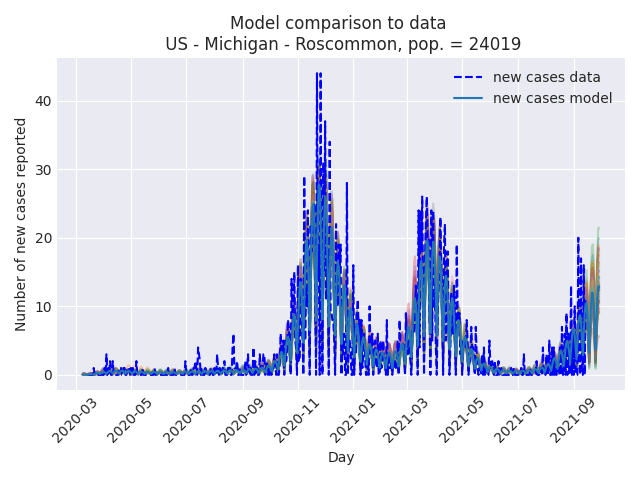 Model comparison to data
US - Michigan - Roscommon, pop. = 24019
new cases data
new cases model
Number of new cases reported
40
30
20
10
0
2020-03
2020-05
2020-07
2020-09
2020-11
2021-01
2021-03
2021-05
2021-07
2021-09
Day